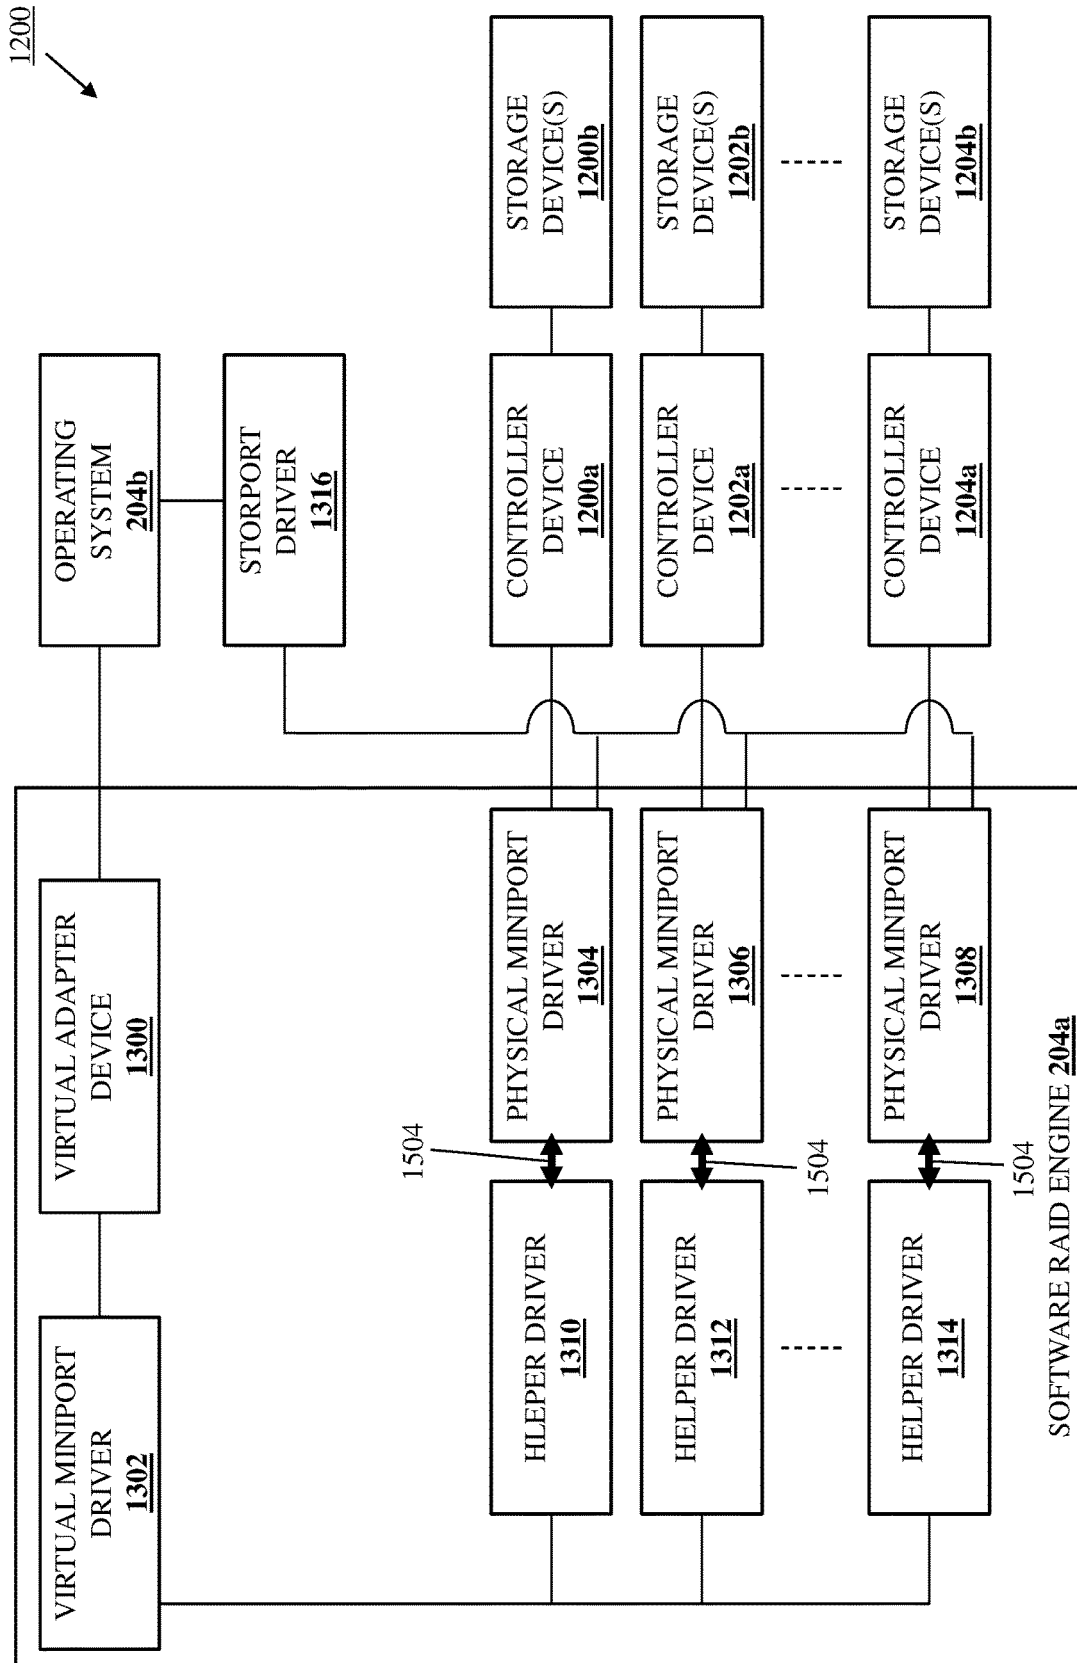 1200
VIRTUAL MINIPORT
DRIVER
1302
VIRTUAL ADAPTER
DEVICE
1300
OPERATING
SYSTEM
204b
STORPORT
DRIVER
1316
HLEPER DRIVER
1310
1504
PHYSICAL MINIPORT
DRIVER
1304
CONTROLLER
DEVICE
1200a
STORAGE
DEVICE(S)
1200b
HELPER DRIVER
1312
1504
PHYSICAL MINIPORT
DRIVER
1306
CONTROLLER
DEVICE
1202a
STORAGE
DEVICE(S)
1202b
HELPER DRIVER
1314
1504
PHYSICAL MINIPORT
DRIVER
1308
CONTROLLER
DEVICE
1204a
STORAGE
DEVICE(S)
1204b
SOFTWARE RAID ENGINE 204a